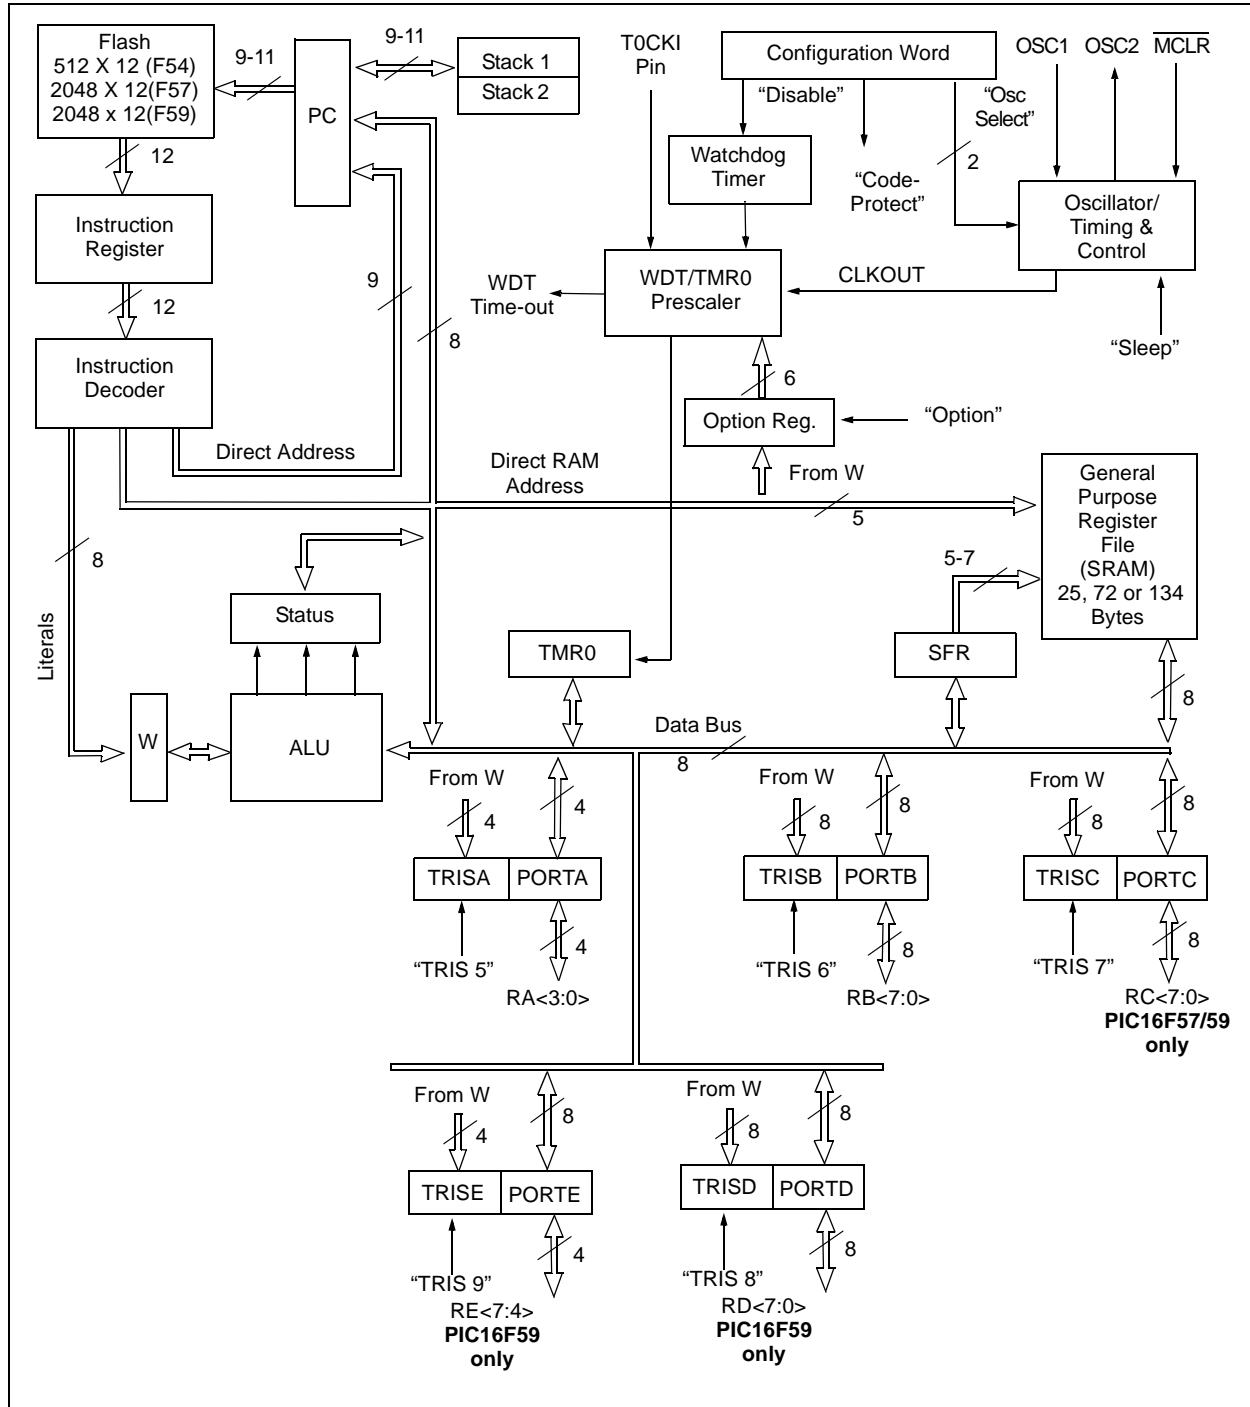 Flash
512 X 12 (F54)
2048 X 12(F57)
2048 x 12(F59)
9-11
PC
9-11
Stack 1
Stack 2
T0CKI
Pin
Configuration Word
OSC1
OSC2
MCLR
“Disable”
“Osc
Select”
12
Watchdog
Timer
2
“Code-
Protect”
Oscillator/
Timing &
Control
Instruction
Register
9
WDT
Time-out
WDT/TMR0
Prescaler
CLKOUT
12
8
“Sleep”
Instruction
Decoder
6
Option Reg.
“Option”
Direct Address
Direct RAM
Address
From W
5
General
Purpose
Register
File
(SRAM)
25, 72 or 134
Bytes
8
Literals
5-7
Status
TMR0
SFR
8
W
ALU
Data Bus
8
From W
4
4
From W
8
8
From W
8
8
TRISA
PORTA
TRISB
PORTB
TRISC
PORTC
4
8
8
“TRIS 5”
“TRIS 6”
“TRIS 7”
RA<3:0>
RB<7:0>
RC<7:0>
PIC16F57/59
only
From W
4
8
From W
8
8
TRISE
PORTE
TRISD
PORTD
4
8
“TRIS 9”
“TRIS 8”
RE<7:4>
PIC16F59
only
RD<7:0>
PIC16F59
only